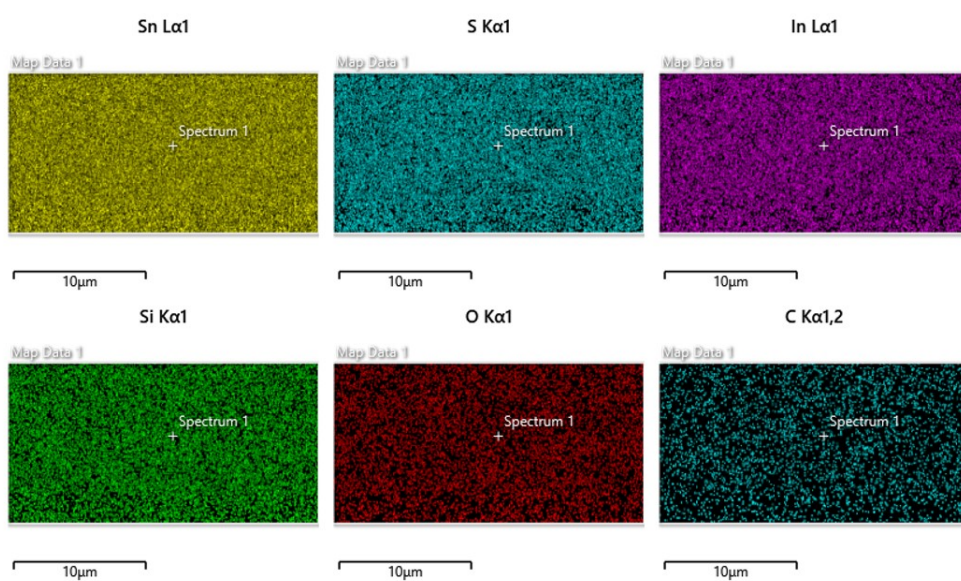 Sn Lα1
S Kα1
In Lα1
Map Data 1
Map Data 1
Map Data 1
Spectrum 1
Spectrum 1
Spectrum 1
10µm
10µm
10µm
Si Kα1
O Kα1
C Kα1,2
Map Data 1
Map Data 1
Map Data 1
Spectrum 1
Spectrum 1
Spectrum 1
10µm
10µm
10µm